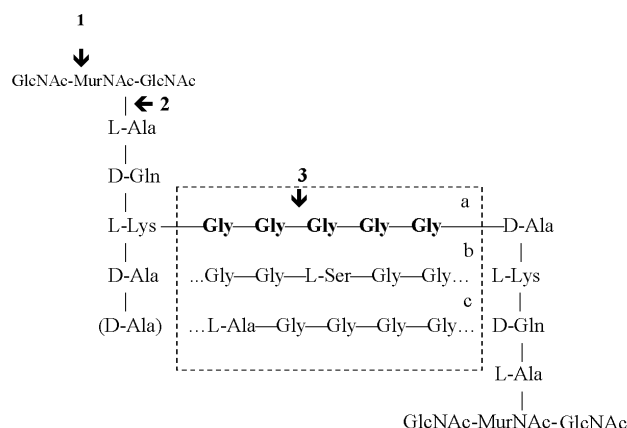 1
GlcNAc-MurNAc-GlcNAc
2
L-Ala
D-Gln
3
a
L-Lys—Gly—Gly—Gly—Gly—Gly—D-Ala
b
D-Ala ...Gly—Gly—L-Ser—Gly—Gly... L-Lys
c
(D-Ala) ...L-Ala—Gly—Gly—Gly—Gly... D-Gln
L-Ala
GlcNAc-MurNAc-GlcNAc